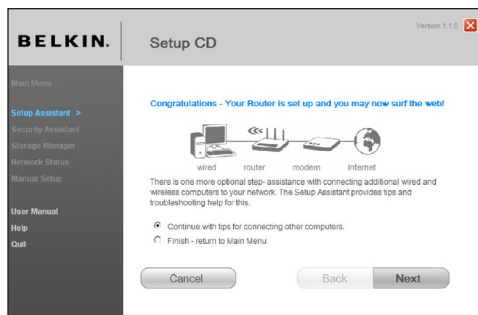 Version 1.1.6
BELKIN.
Setup CD
Main Menu
Setup Assistant >
Security Assistant
Storage Manager
Network Status
Manual Setup
User Manual
Help
Quit
Congratulations - Your Router is set up and you may now surf the web!
wired router modem internet
There is one more optional step- assistance with connecting additional wired and
wireless computers to your network. The Setup Assistant provides tips and
troubleshooting help for this.
Continue with tips for connecting other computers.
Finish - return to Main Menu
Cancel Back Next